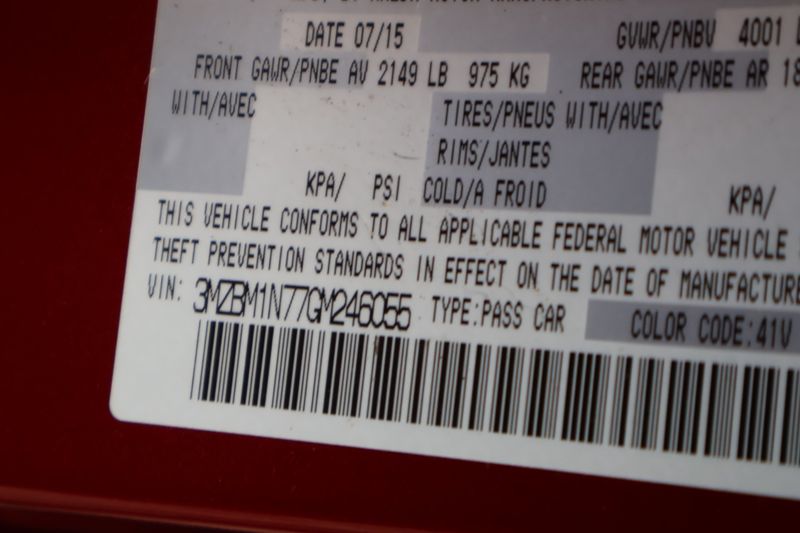 DATE 07/15
GVWR/PNBV 4001
FRONT GAWR/PNBE AV 2149 LB 975 KG REAR GAWR/PNBE AR 18
WITH/AVEC TIRES/PNEUS WITH/AVEC
RIMS/JANTES
KPA/ PSI COLD/A FROID KPA/
THIS VEHICLE CONFORMS TO ALL APPLICABLE FEDERAL MOTOR VEHICLE
THEFT PREVENTION STANDARDS IN EFFECT ON THE DATE OF MANUFACTURE
VIN: 3MZBM1N77GM246055 TYPE:PASS CAR COLOR CODE:41V